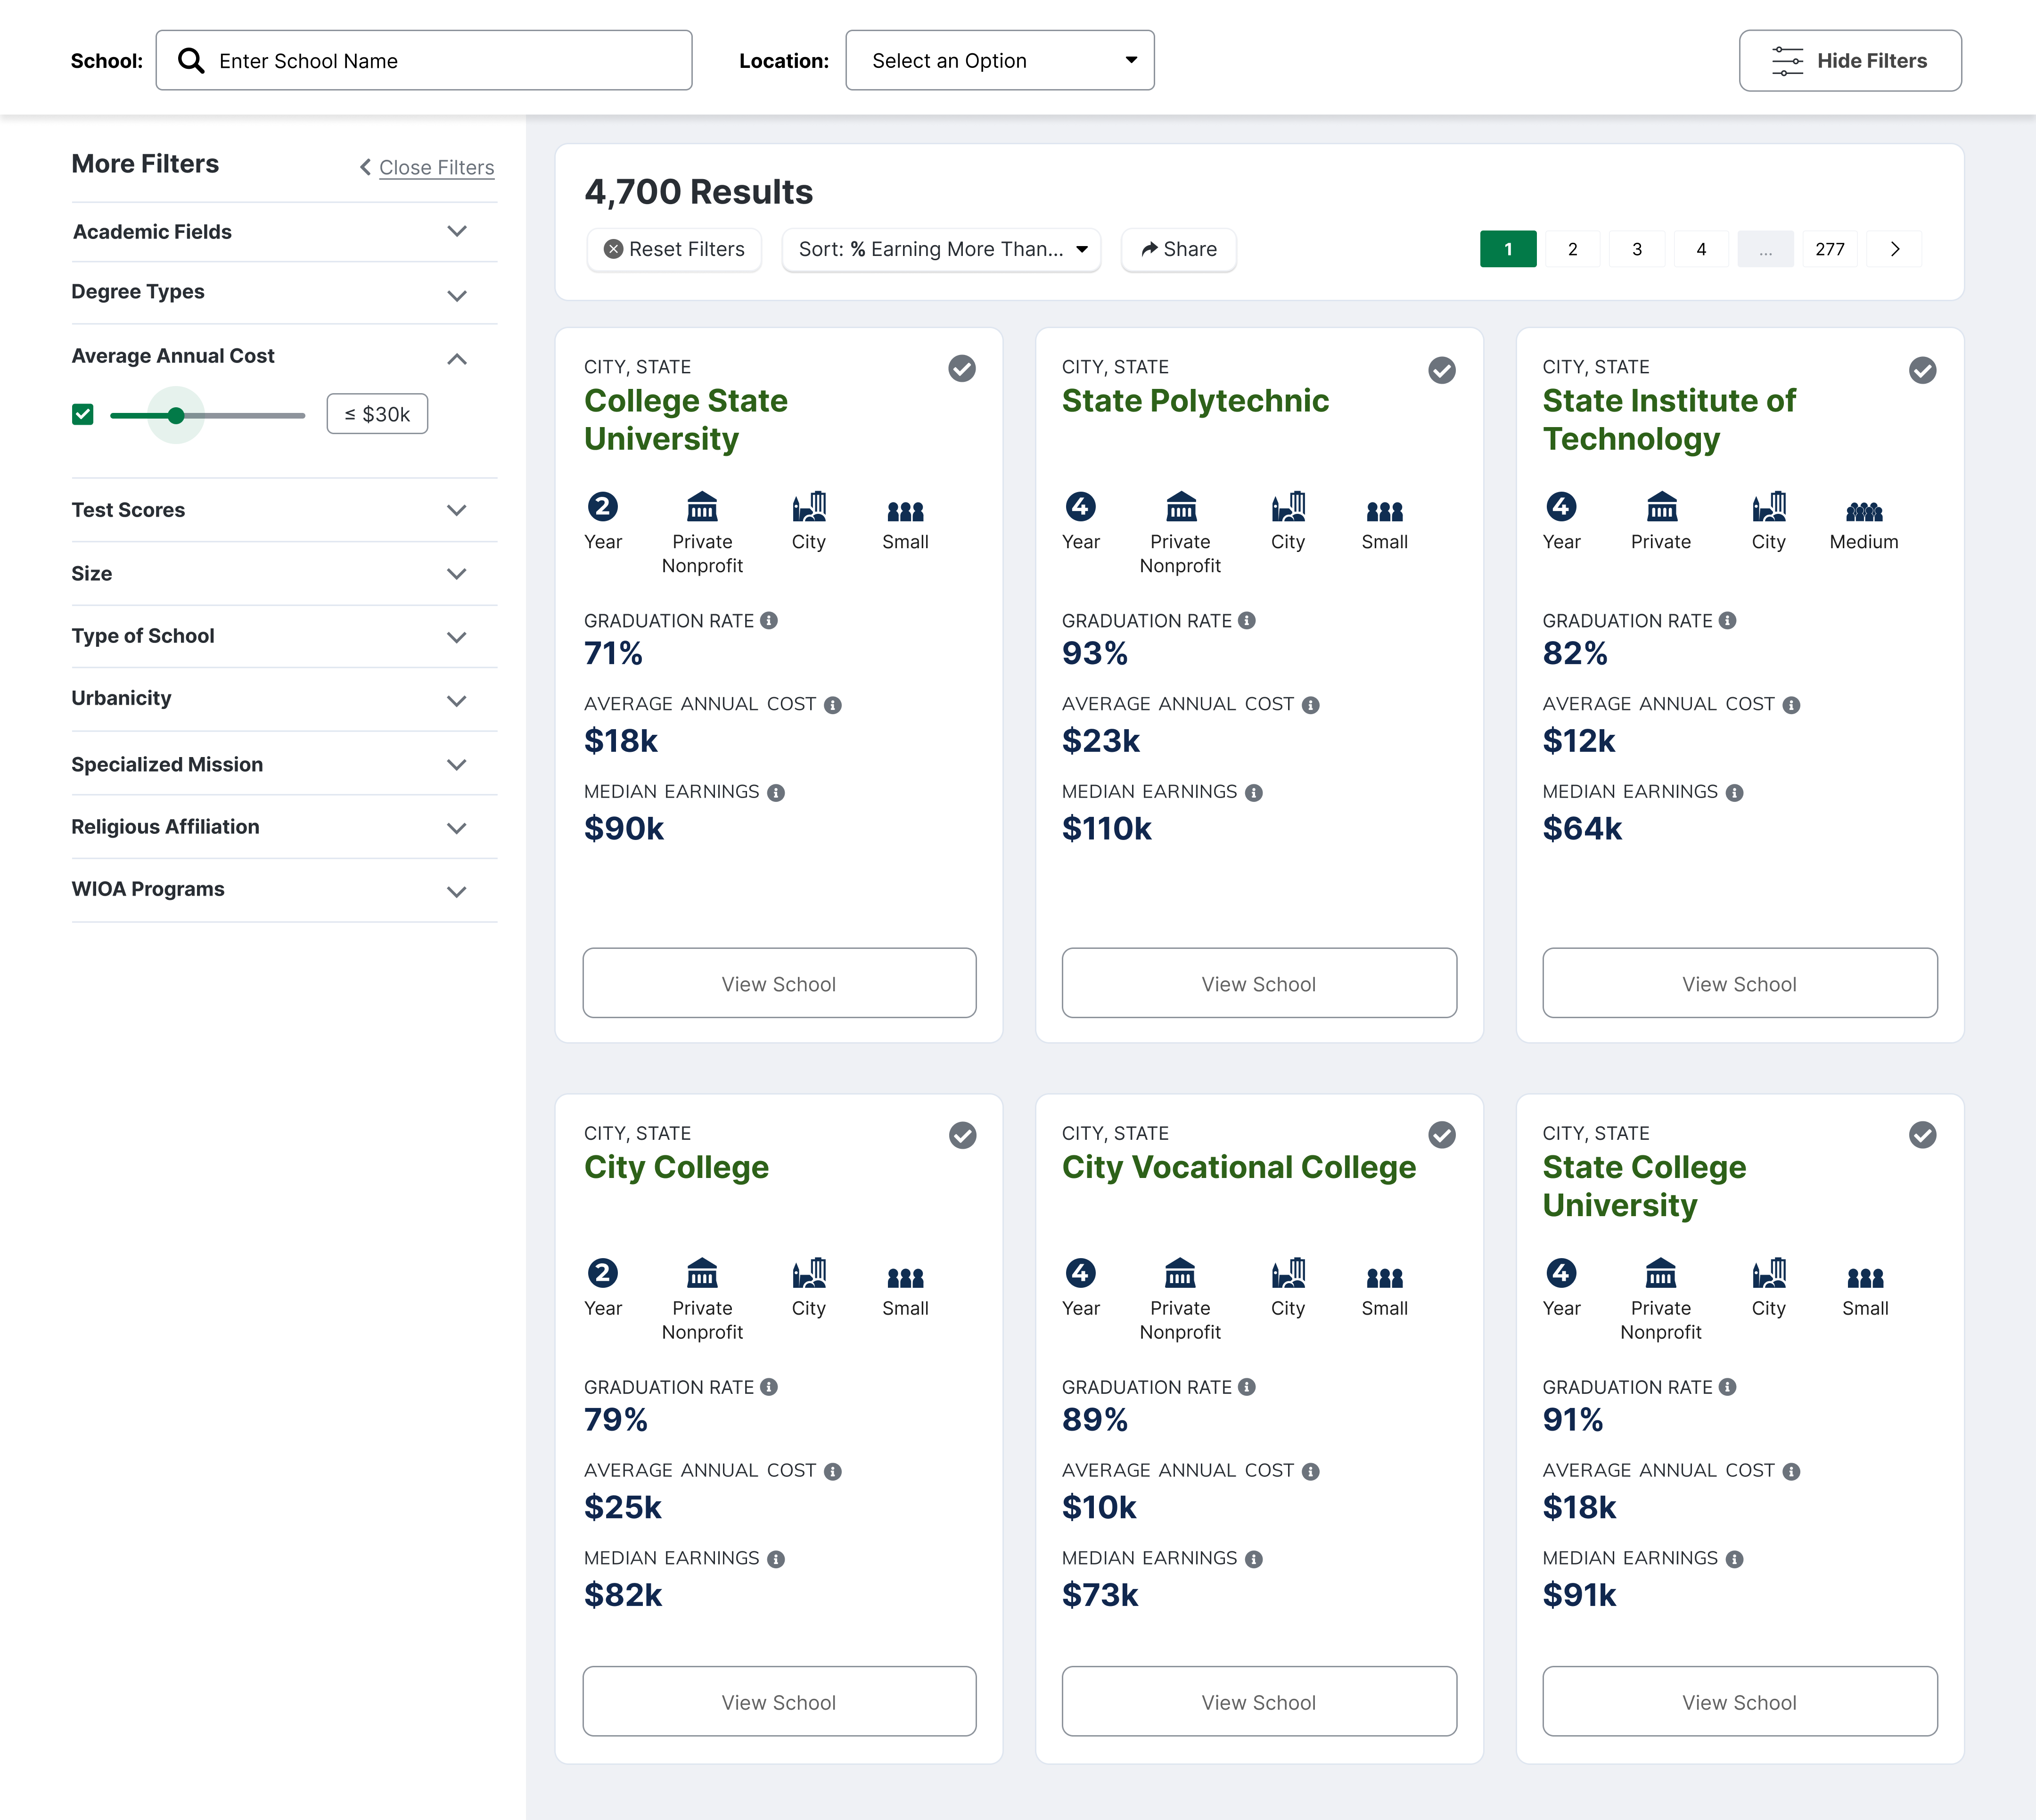 School:
Enter School Name
Location:
Select an Option
Hide Filters
More Filters
Close Filters
Academic Fields
Degree Types
Average Annual Cost
≤ $30k
Test Scores
Size
Type of School
Urbanicity
Specialized Mission
Religious Affiliation
WIOA Programs
4,700 Results
Reset Filters
Sort: % Earning More Than...
Share
1 2 3 4 ... 277
CITY, STATE
College State
University
2
Year
Private
Nonprofit
City
Small
GRADUATION RATE
71%
AVERAGE ANNUAL COST
$18k
MEDIAN EARNINGS
$90k
View School
CITY, STATE
State Polytechnic
4
Year
Private
Nonprofit
City
Small
GRADUATION RATE
93%
AVERAGE ANNUAL COST
$23k
MEDIAN EARNINGS
$110k
View School
CITY, STATE
State Institute of
Technology
4
Year
Private
City
Medium
GRADUATION RATE
82%
AVERAGE ANNUAL COST
$12k
MEDIAN EARNINGS
$64k
View School
CITY, STATE
City College
2
Year
Private
Nonprofit
City
Small
GRADUATION RATE
79%
AVERAGE ANNUAL COST
$25k
MEDIAN EARNINGS
$82k
View School
CITY, STATE
City Vocational College
4
Year
Private
Nonprofit
City
Small
GRADUATION RATE
89%
AVERAGE ANNUAL COST
$10k
MEDIAN EARNINGS
$73k
View School
CITY, STATE
State College
University
4
Year
Private
Nonprofit
City
Small
GRADUATION RATE
91%
AVERAGE ANNUAL COST
$18k
MEDIAN EARNINGS
$91k
View School